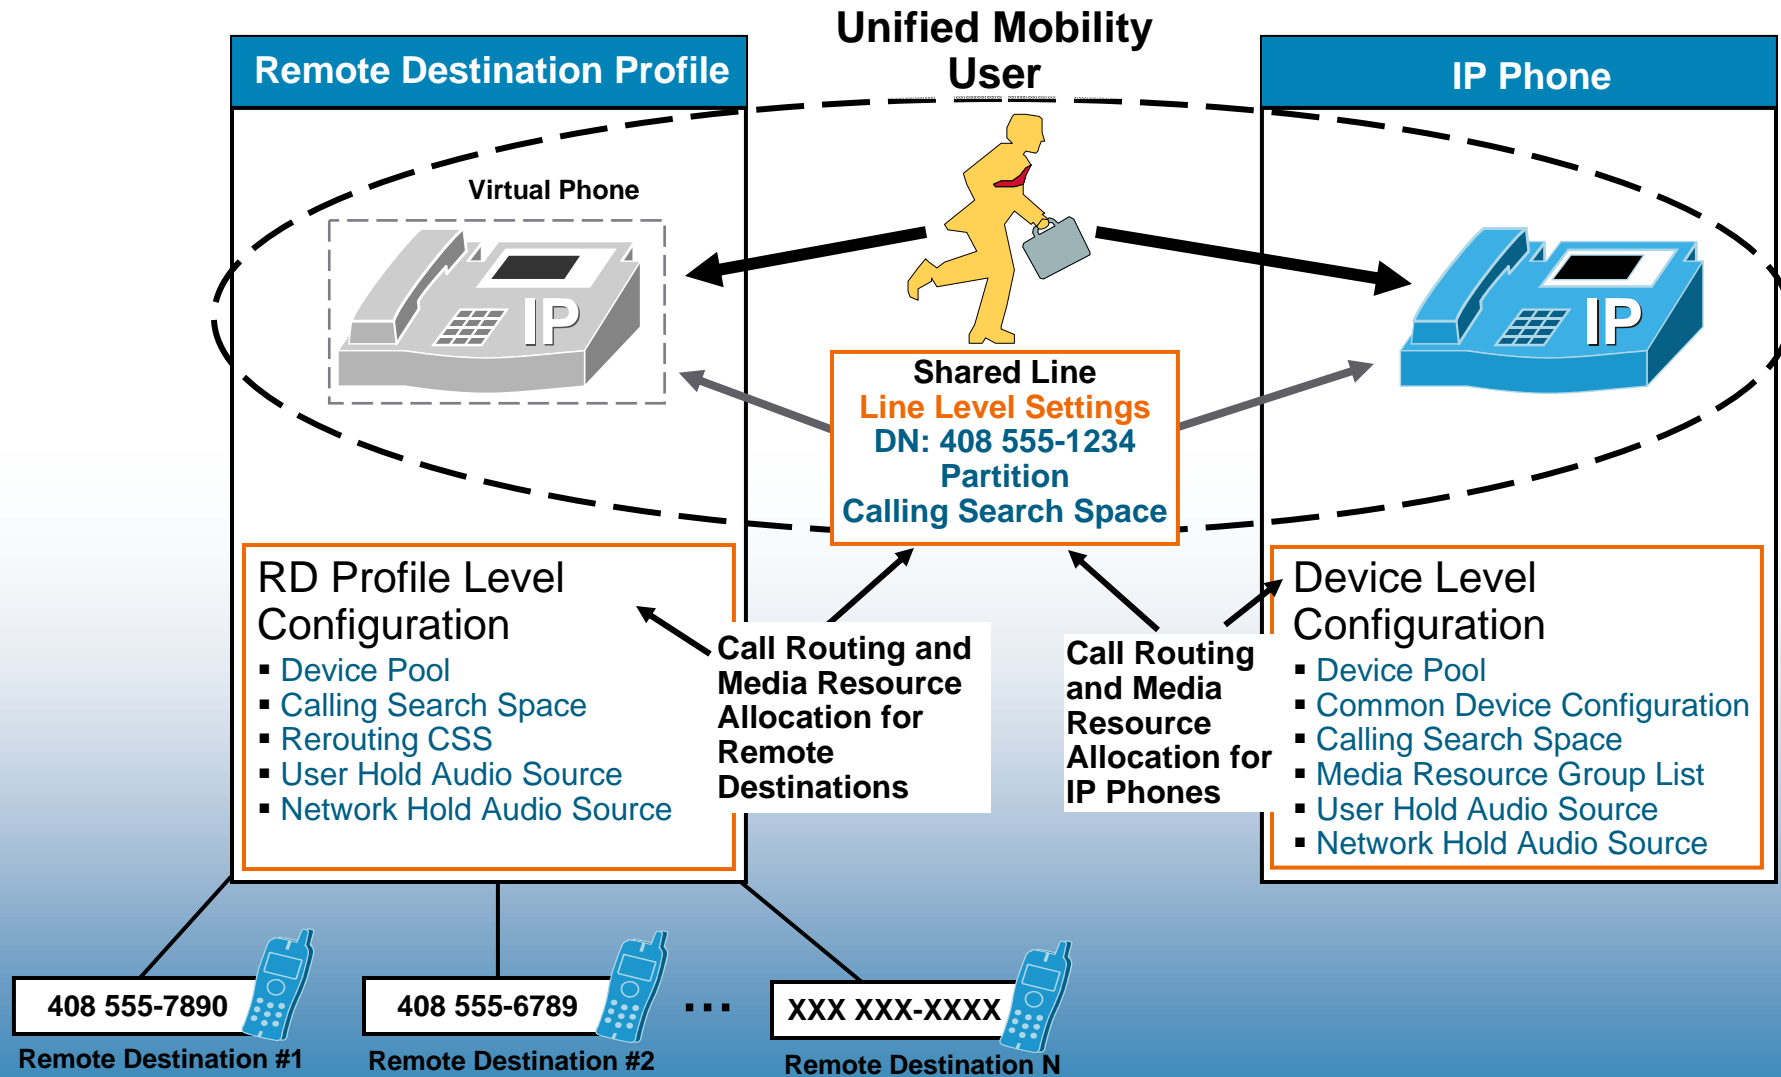 Unified Mobility
User
Remote Destination Profile
IP Phone
Virtual Phone
IP
IP
Shared Line
Line Level Settings
DN: 408 555-1234
Partition
Calling Search Space
RD Profile Level
Configuration
▪ Device Pool
▪ Calling Search Space
▪ Rerouting CSS
▪ User Hold Audio Source
▪ Network Hold Audio Source
Call Routing and
Media Resource
Allocation for
Remote
Destinations
Call Routing
and Media
Resource
Allocation for
IP Phones
Device Level
Configuration
▪ Device Pool
▪ Common Device Configuration
▪ Calling Search Space
▪ Media Resource Group List
▪ User Hold Audio Source
▪ Network Hold Audio Source
408 555-7890
408 555-6789
...
XXX XXX-XXXX
Remote Destination #1
Remote Destination #2
Remote Destination N